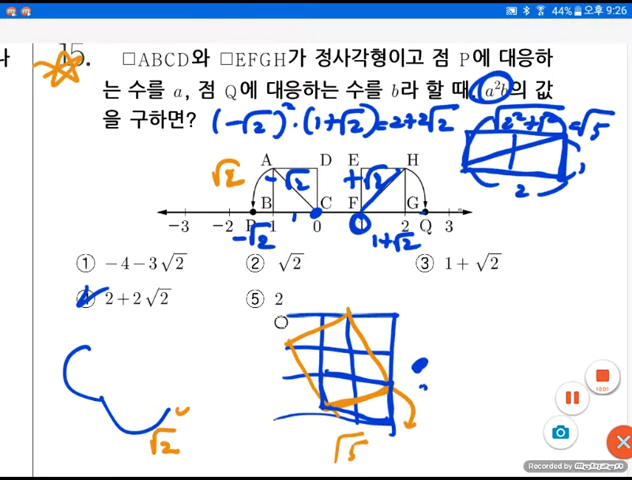 44% 오후 9:26
나
15. □ABCD와 □EFGH가 정사각형이고 점 P에 대응하
는 수를 a, 점 Q에 대응하는 수를 b라 할 때 a²b의 값
을 구하면? (-√2)²·(1+√2)=2+2√2
√2²+1²=√5
2
A D E H
√2 -√2 +√2
B C F G
P 1 Q
-3 -2 -1 0 1 2 3
-√2 1+√2
① -4-3√2 ② √2 ③ 1+√2
④ 2+2√2 ⑤ 2
√2 √5
10:01
Recorded by Mobizen